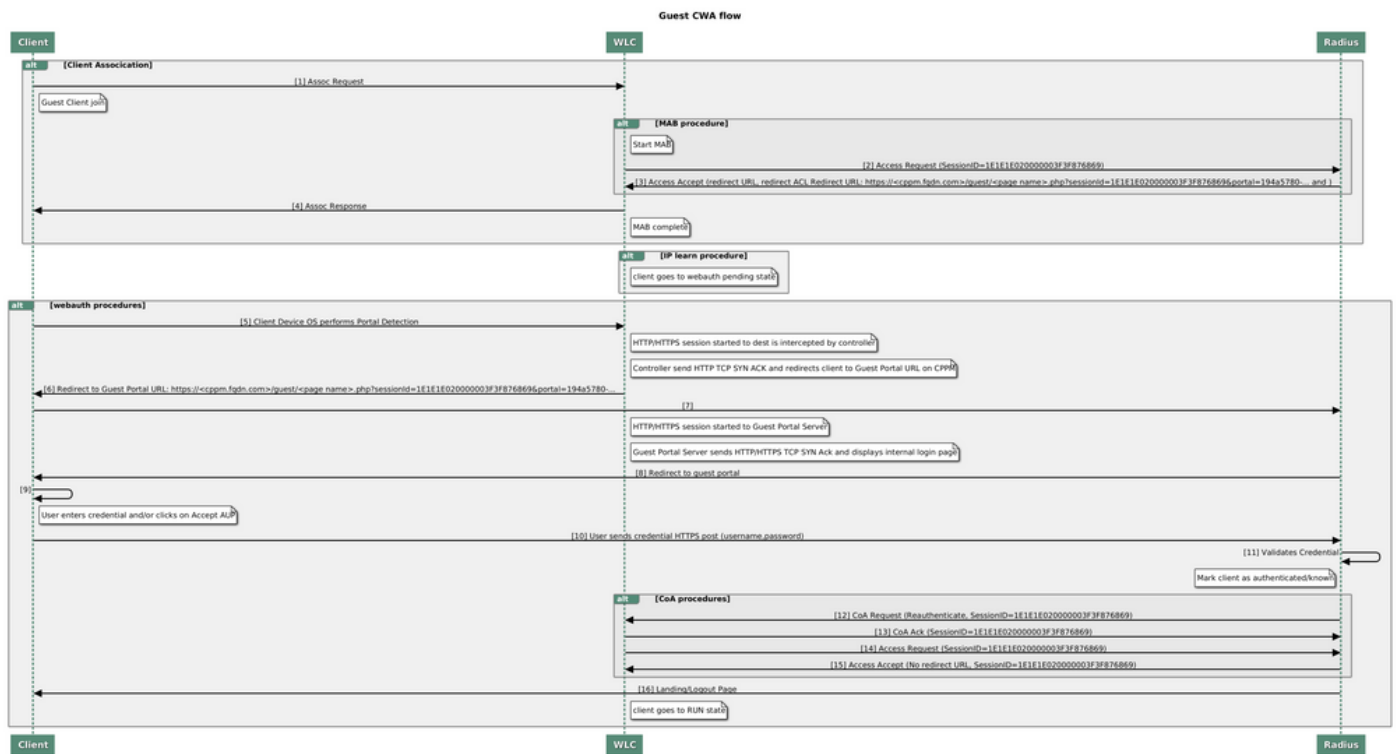 Guest CWA flow
Client WLC Radius
alt [Client Assocication]
[1] Assoc Request
Guest Client join
alt [MAB procedure]
Start MAB
[2] Access Request (SessionID=1E1E1E020000003F3F876869)
[3] Access Accept (redirect URL, redirect ACL Redirect URL: https://<cppm.fqdn.com>/guest/<page name>.php?sessionId=1E1E1E020000003F3F876869&portal=194a5780-... and )
[4] Assoc Response
MAB complete
alt [IP learn procedure]
client goes to webauth pending state
alt [webauth procedures]
[5] Client Device OS performs Portal Detection
HTTP/HTTPS session started to dest is intercepted by controller
Controller send HTTP TCP SYN ACK and redirects client to Guest Portal URL on CPPM
[6] Redirect to Guest Portal URL: https://<cppm.fqdn.com>/guest/<page name>.php?sessionId=1E1E1E020000003F3F876869&portal=194a5780-...
[7]
HTTP/HTTPS session started to Guest Portal Server
Guest Portal Server sends HTTP/HTTPS TCP SYN Ack and displays internal login page
[8] Redirect to guest portal
[9]
User enters credential and/or clicks on Accept AUP
[10] User sends credential HTTPS post (username,password)
[11] Validates Credential
Mark client as authenticated/known
alt [CoA procedures]
[12] CoA Request (Reauthenticate, SessionID=1E1E1E020000003F3F876869)
[13] CoA Ack (SessionID=1E1E1E020000003F3F876869)
[14] Access Request (SessionID=1E1E1E020000003F3F876869)
[15] Access Accept (No redirect URL, SessionID=1E1E1E020000003F3F876869)
[16] Landing/Logout Page
client goes to RUN state
Client WLC Radius